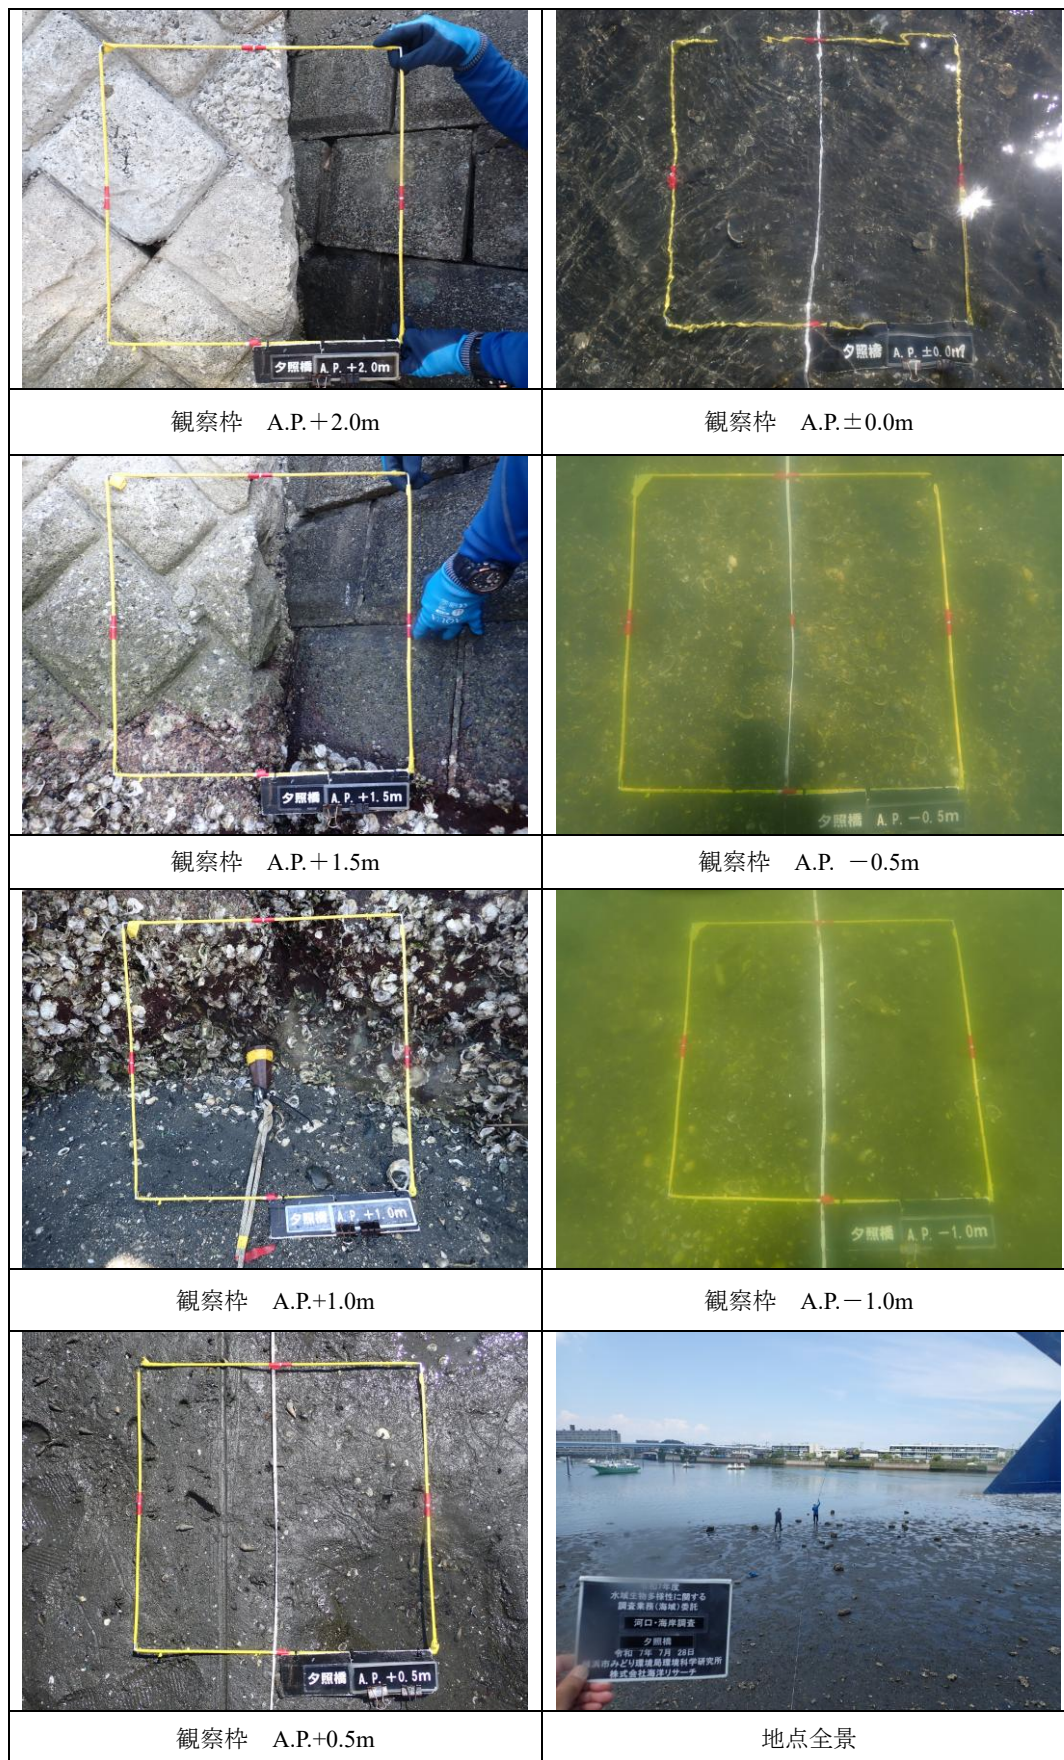 夕照橋 A.P.+2.0m
夕照橋 A.P.±0.0m
観察枠 A.P.＋2.0m
観察枠 A.P.±0.0m
夕照橋 A.P.+1.5m
夕照橋 A.P.-0.5m
観察枠 A.P.＋1.5m
観察枠 A.P. －0.5m
夕照橋 A.P.+1.0m
夕照橋 A.P.-1.0m
観察枠 A.P.+1.0m
観察枠 A.P.－1.0m
夕照橋 A.P.+0.5m
7年度
水域生物多様性に関する
調査業務(海域)委託
河口・海岸調査
夕照橋
令和 7年 7月 28日
浜市みどり環境局環境科学研究所
株式会社海洋リサーチ
観察枠 A.P.+0.5m
地点全景